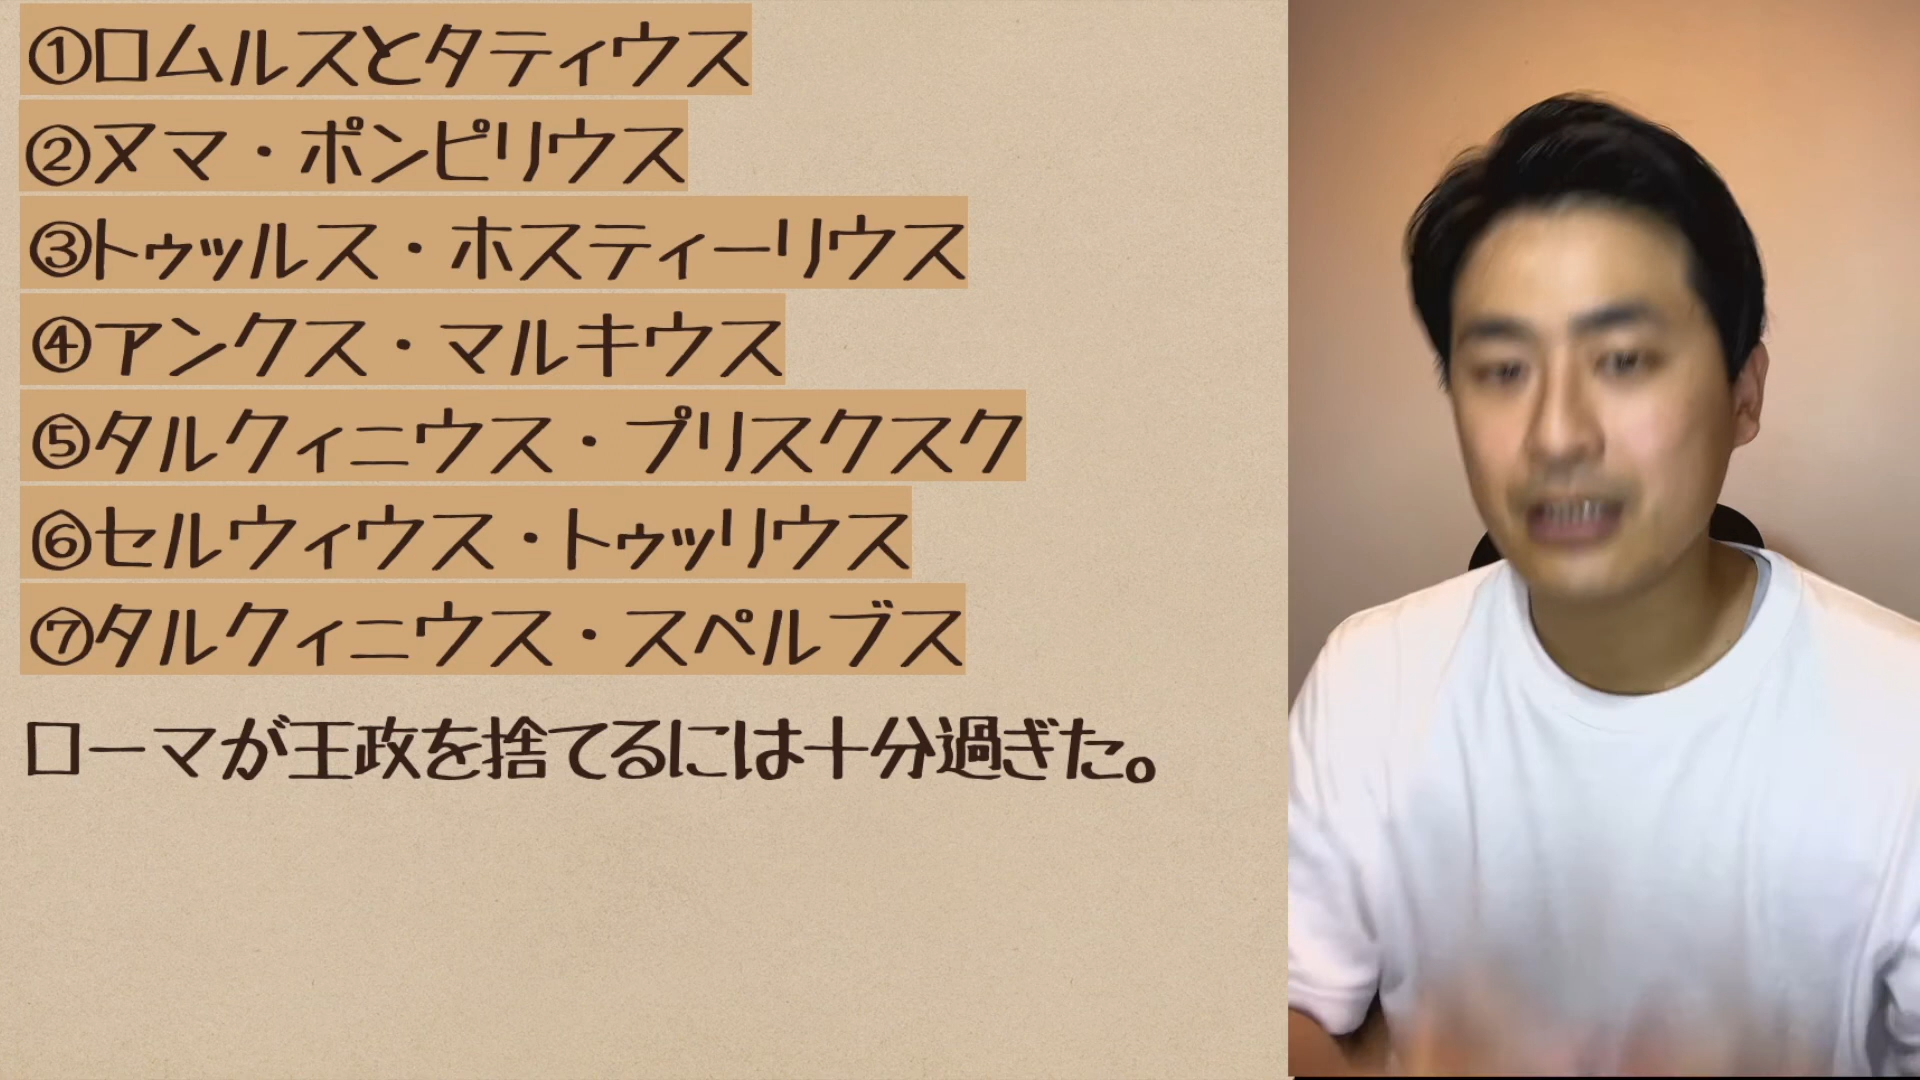 ①ロムルスとタティウス
②ヌマ・ポンピリウス
③トゥッルス・ホスティーリウス
④アンクス・マルキウス
⑤タルクィニウス・プリスクスク
⑥セルウィウス・トゥッリウス
⑦タルクィニウス・スペルブス
ローマが王政を捨てるには十分過ぎた。